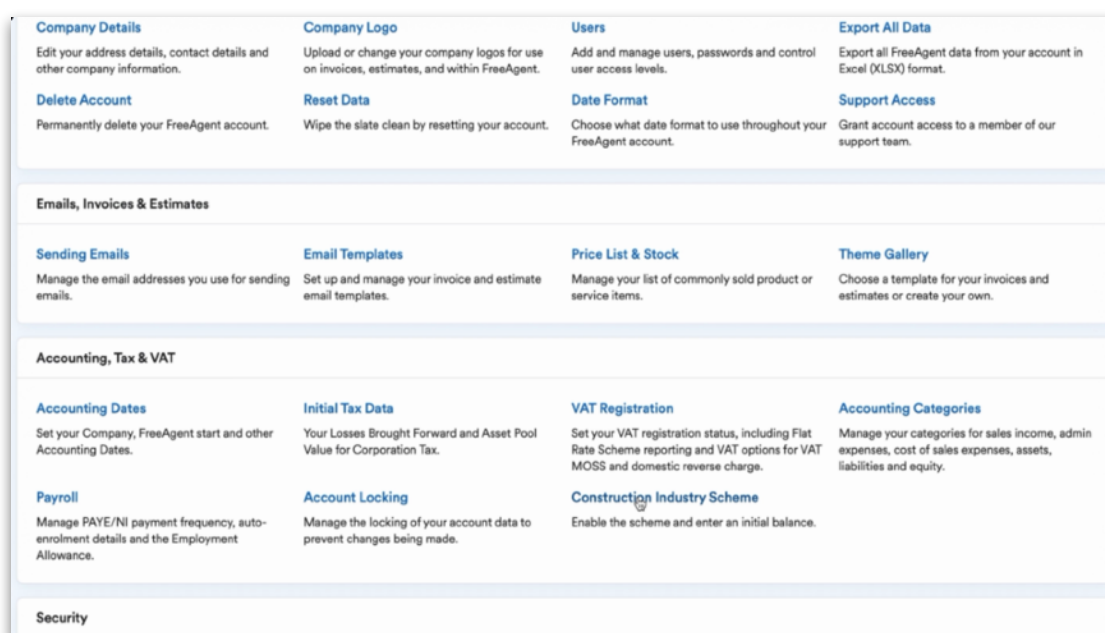 Company Details
Edit your address details, contact details and
other company information.
Company Logo
Upload or change your company logos for use
on invoices, estimates, and within FreeAgent.
Users
Add and manage users, passwords and control
user access levels.
Export All Data
Export all FreeAgent data from your account in
Excel (XLSX) format.
Delete Account
Permanently delete your FreeAgent account.
Reset Data
Wipe the slate clean by resetting your account.
Date Format
Choose what date format to use throughout your
FreeAgent account.
Support Access
Grant account access to a member of our
support team.
Emails, Invoices & Estimates
Sending Emails
Manage the email addresses you use for sending
emails.
Email Templates
Set up and manage your invoice and estimate
email templates.
Price List & Stock
Manage your list of commonly sold product or
service items.
Theme Gallery
Choose a template for your invoices and
estimates or create your own.
Accounting, Tax & VAT
Accounting Dates
Set your Company, FreeAgent start and other
Accounting Dates.
Initial Tax Data
Your Losses Brought Forward and Asset Pool
Value for Corporation Tax.
VAT Registration
Set your VAT registration status, including Flat
Rate Scheme reporting and VAT options for VAT
MOSS and domestic reverse charge.
Accounting Categories
Manage your categories for sales income, admin
expenses, cost of sales expenses, assets,
liabilities and equity.
Payroll
Manage PAYE/NI payment frequency, auto-
enrolment details and the Employment
Allowance.
Account Locking
Manage the locking of your account data to
prevent changes being made.
Construction Industry Scheme
Enable the scheme and enter an initial balance.
Security